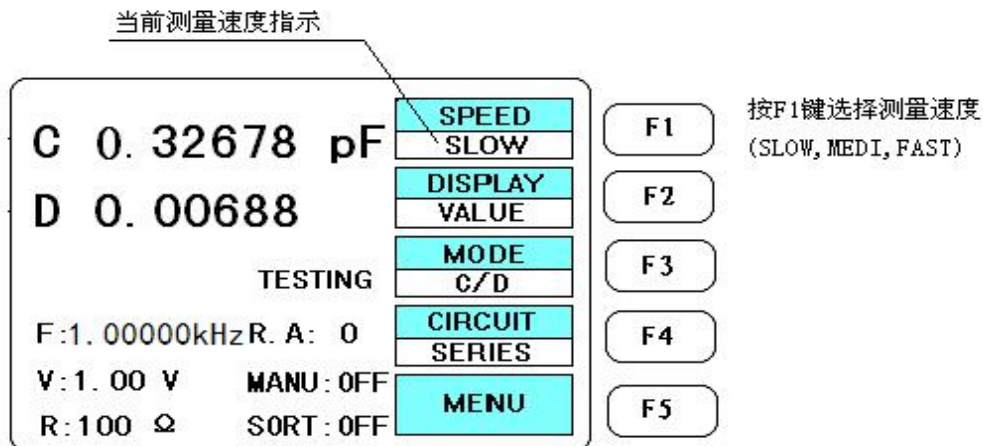 当前测量速度指示
C 0.32678 pF
D 0.00688
TESTING
F:1.00000kHz R.A: 0
V:1.00 V MANU:OFF
R:100 Ω SORT:OFF
SPEED
SLOW
DISPLAY
VALUE
MODE
C/D
CIRCUIT
SERIES
MENU
F1
F2
F3
F4
F5
按F1键选择测量速度
(SLOW,MEDI,FAST)